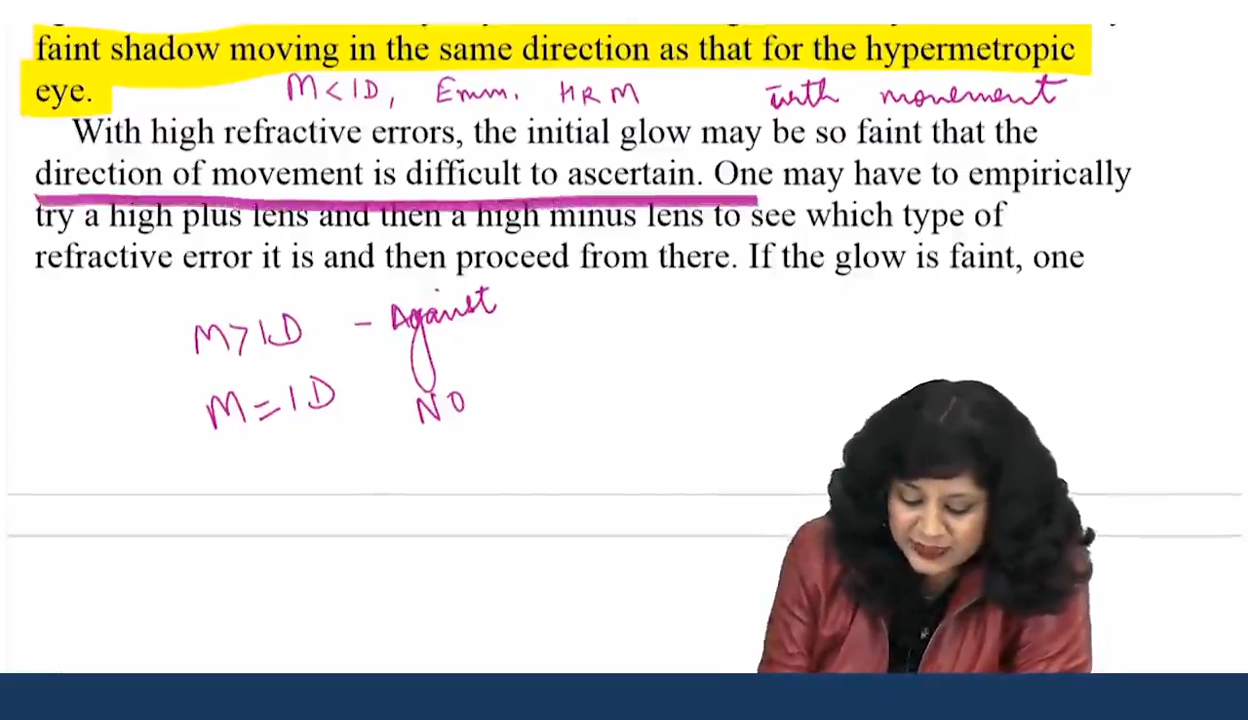 faint shadow moving in the same direction as that for the hypermetropic
eye.
M<1D, Emm. HRM with movement
With high refractive errors, the initial glow may be so faint that the
direction of movement is difficult to ascertain. One may have to empirically
try a high plus lens and then a high minus lens to see which type of
refractive error it is and then proceed from there. If the glow is faint, one
M>1D - Against
M=1D NO